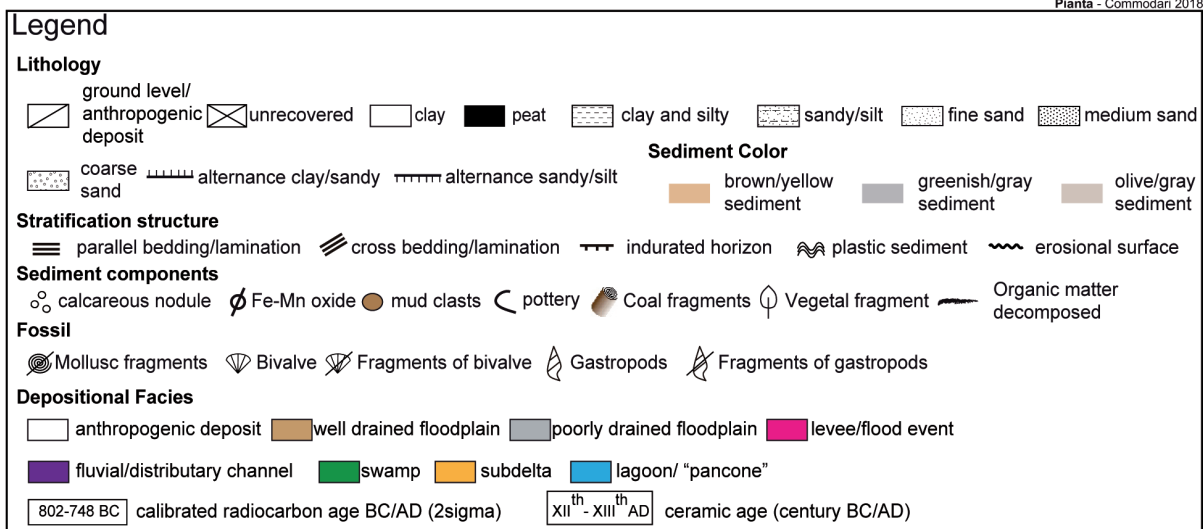 Pianta - Commodari 2018
Legend
Lithology
ground level/
anthropogenic
deposit
unrecovered
clay
peat
clay and silty
sandy/silt
fine sand
medium sand
coarse
sand
alternance clay/sandy
alternance sandy/silt
Sediment Color
brown/yellow
sediment
greenish/gray
sediment
olive/gray
sediment
Stratification structure
parallel bedding/lamination
cross bedding/lamination
indurated horizon
plastic sediment
erosional surface
Sediment components
calcareous nodule
Fe-Mn oxide
mud clasts
pottery
Coal fragments
Vegetal fragment
Organic matter
decomposed
Fossil
Mollusc fragments
Bivalve
Fragments of bivalve
Gastropods
Fragments of gastropods
Depositional Facies
anthropogenic deposit
well drained floodplain
poorly drained floodplain
levee/flood event
fluvial/distributary channel
swamp
subdelta
lagoon/ “pancone”
802-748 BC
calibrated radiocarbon age BC/AD (2sigma)
XIIth- XIIIthAD
ceramic age (century BC/AD)